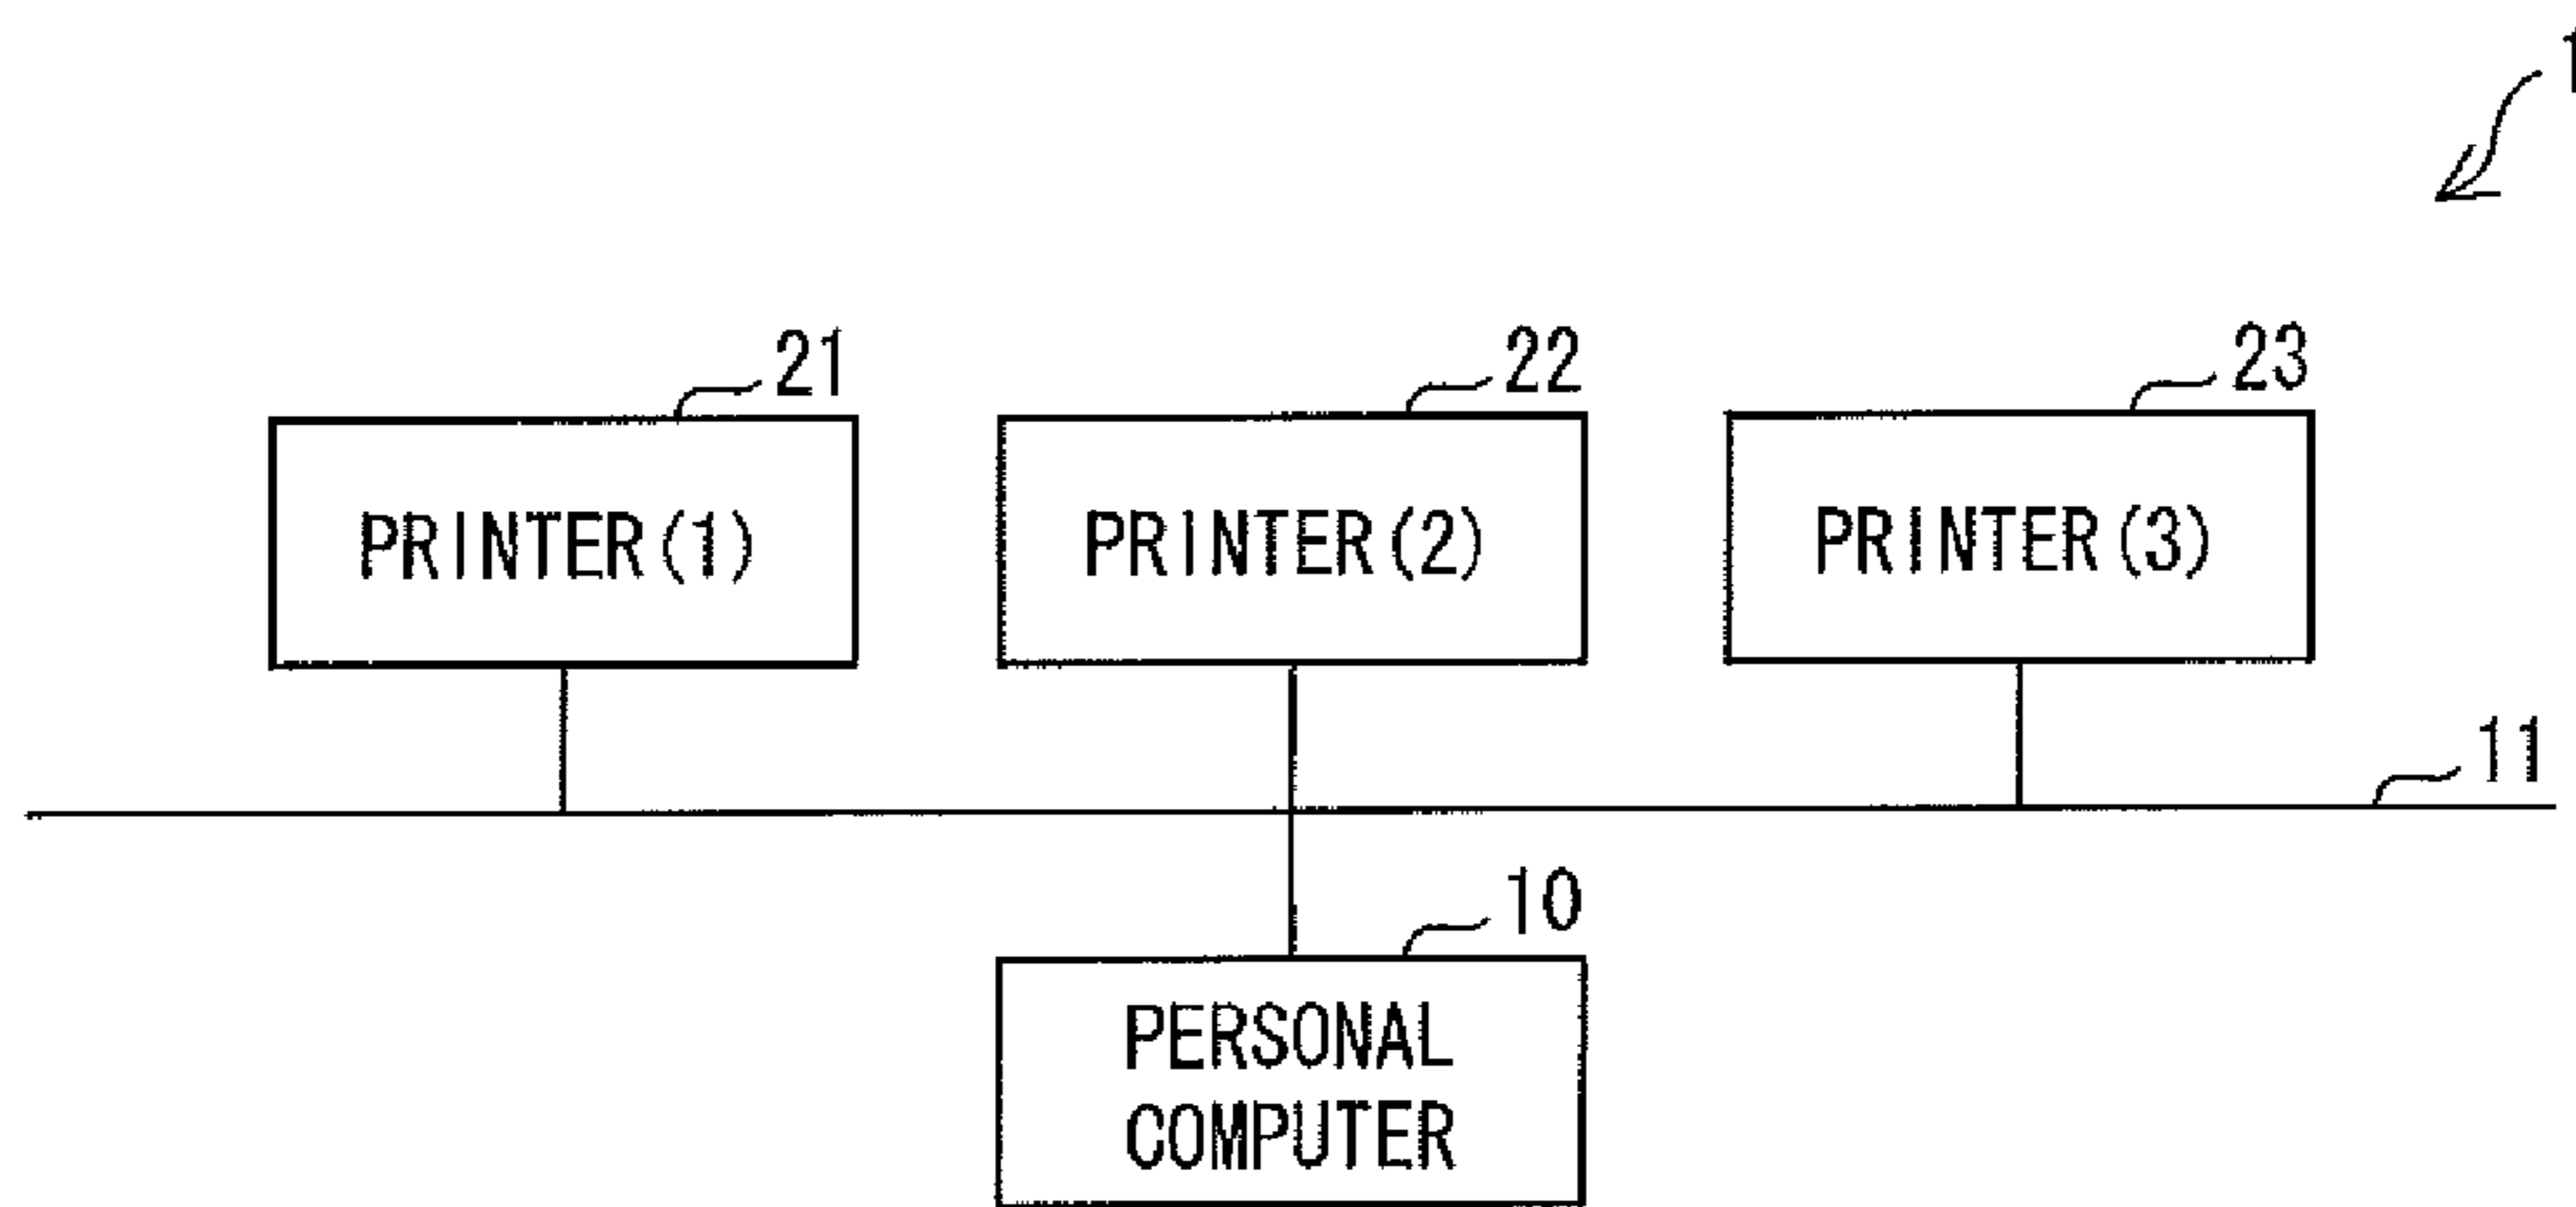 1
21
22
23
PRINTER(1)
PRINTER(2)
PRINTER(3)
11
10
PERSONAL
COMPUTER